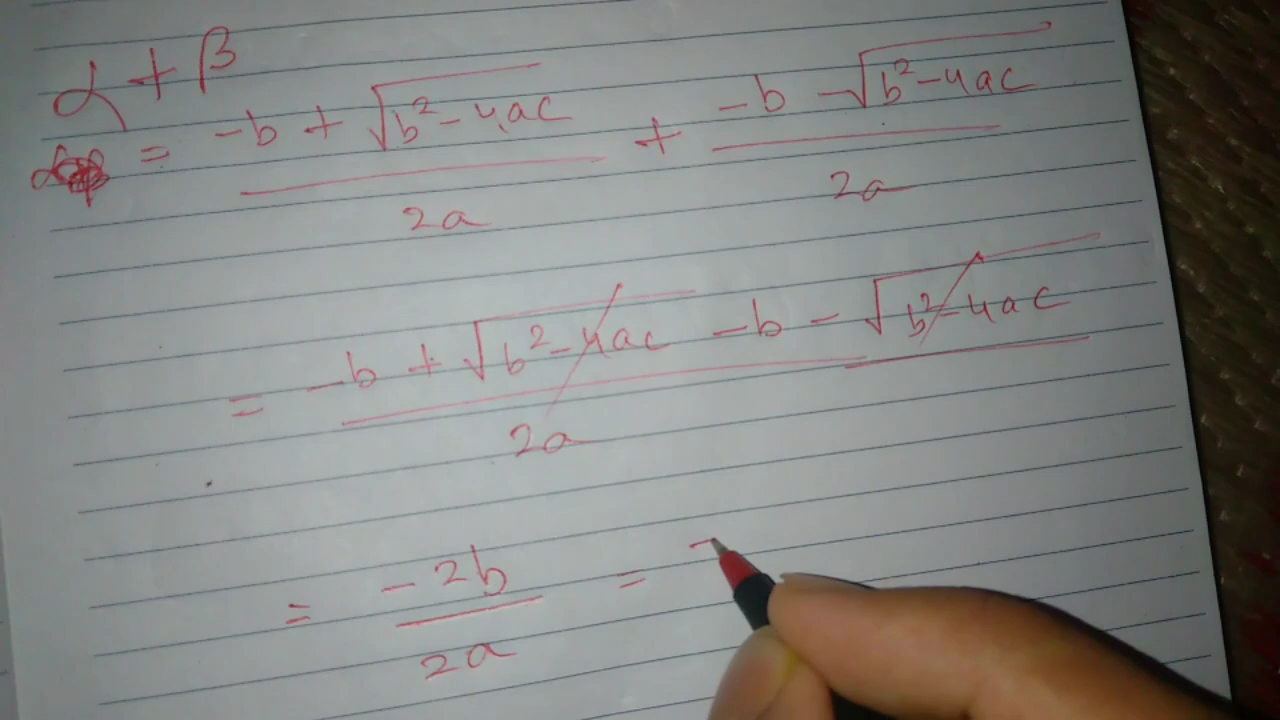 α + β
= -b + √b² - 4ac / 2a + -b - √b² - 4ac / 2a
= -b + √b² - 4ac - b - √b² - 4ac / 2a
= -2b / 2a = -